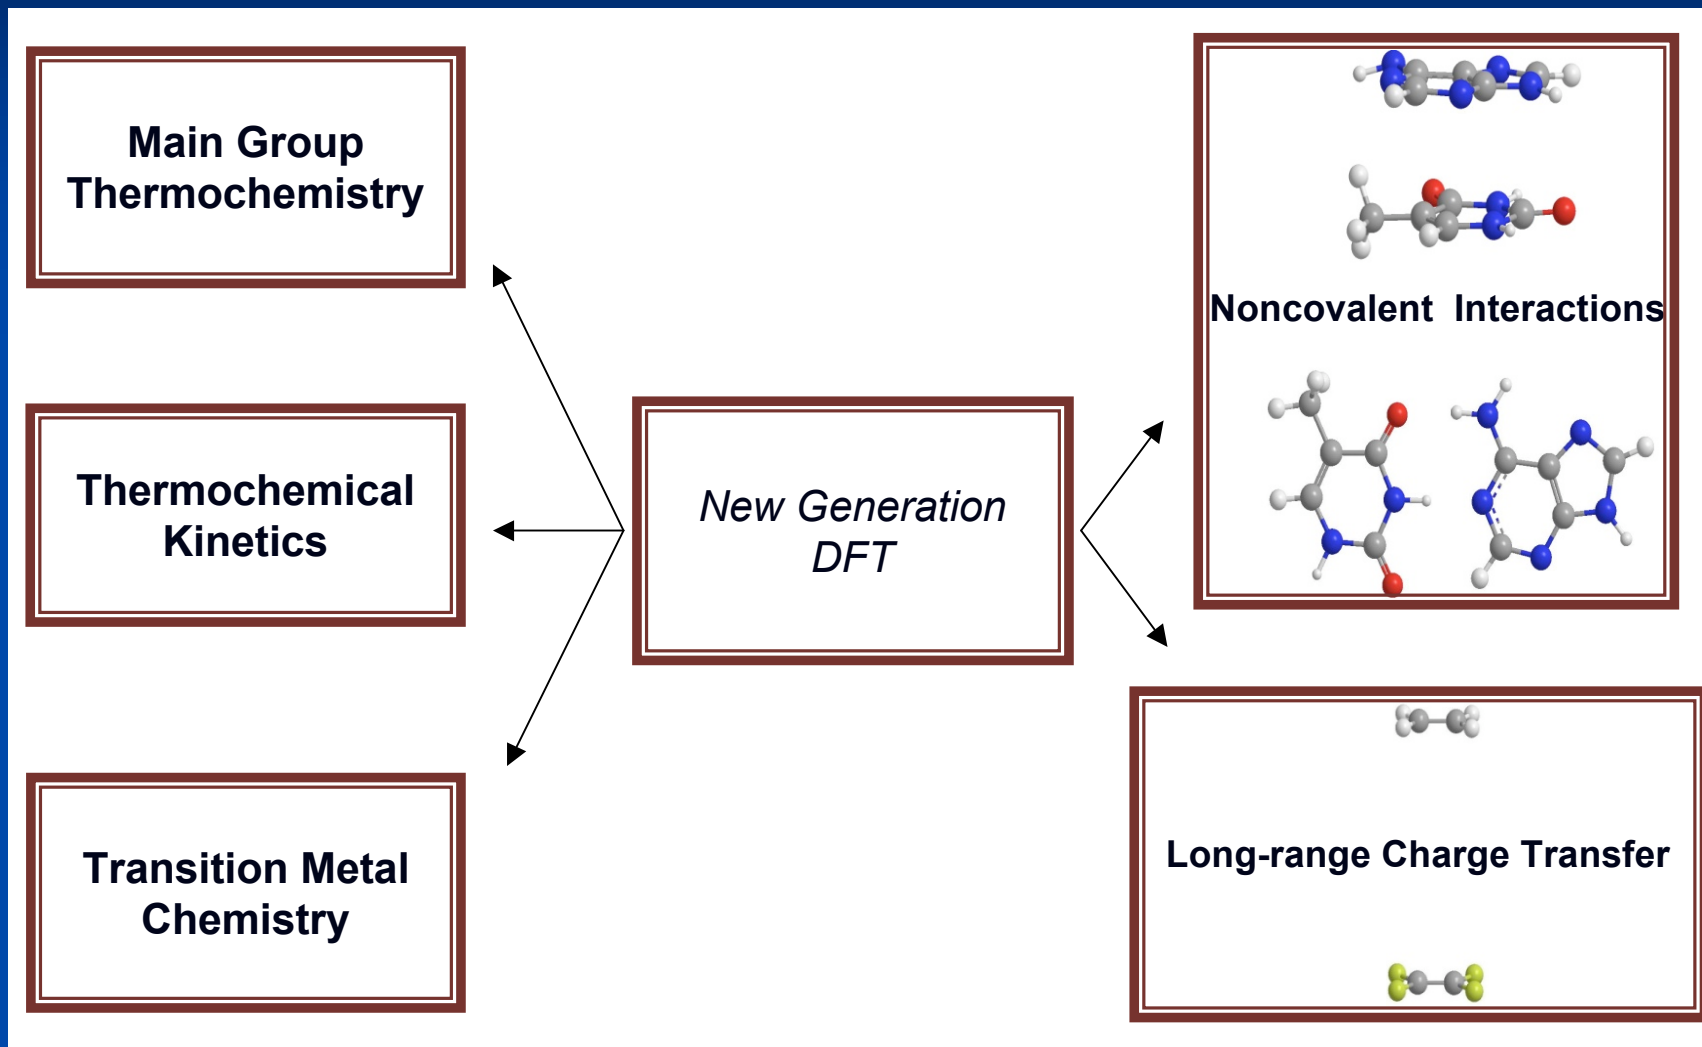 Main Group
Thermochemistry
Thermochemical
Kinetics
Transition Metal
Chemistry
New Generation
DFT
Noncovalent Interactions
Long-range Charge Transfer